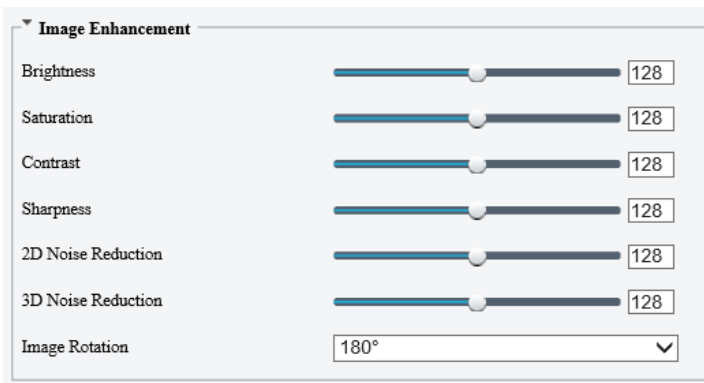 Image Enhancement
Brightness 128
Saturation 128
Contrast 128
Sharpness 128
2D Noise Reduction 128
3D Noise Reduction 128
Image Rotation 180°